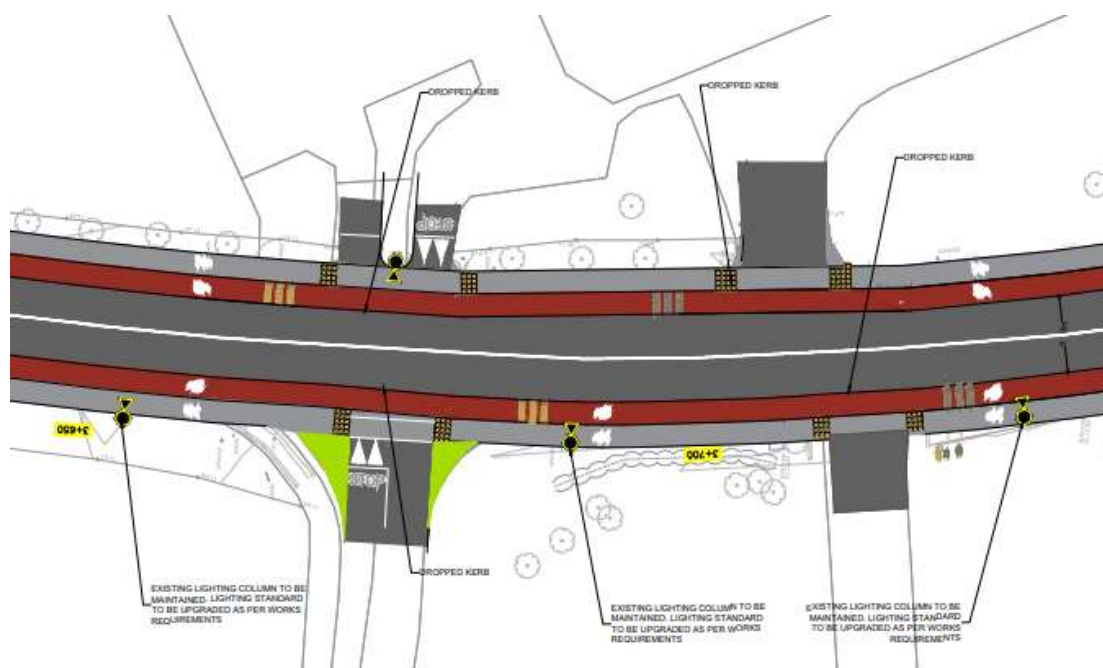 DROPPED KERB
DROPPED KERB
DROPPED KERB
STOP
3+650
3+700
STOP
DROPPED KERB
EXISTING LIGHTING COLUMN TO BE
MAINTAINED. LIGHTING STANDARD
TO BE UPGRADED AS PER WORKS
REQUIREMENTS
EXISTING LIGHTING COLUMN TO BE
MAINTAINED. LIGHTING STANDARD
TO BE UPGRADED AS PER WORKS
REQUIREMENTS
EXISTING LIGHTING COLUMN TO BE
MAINTAINED. LIGHTING STANDARD
TO BE UPGRADED AS PER WORKS
REQUIREMENTS